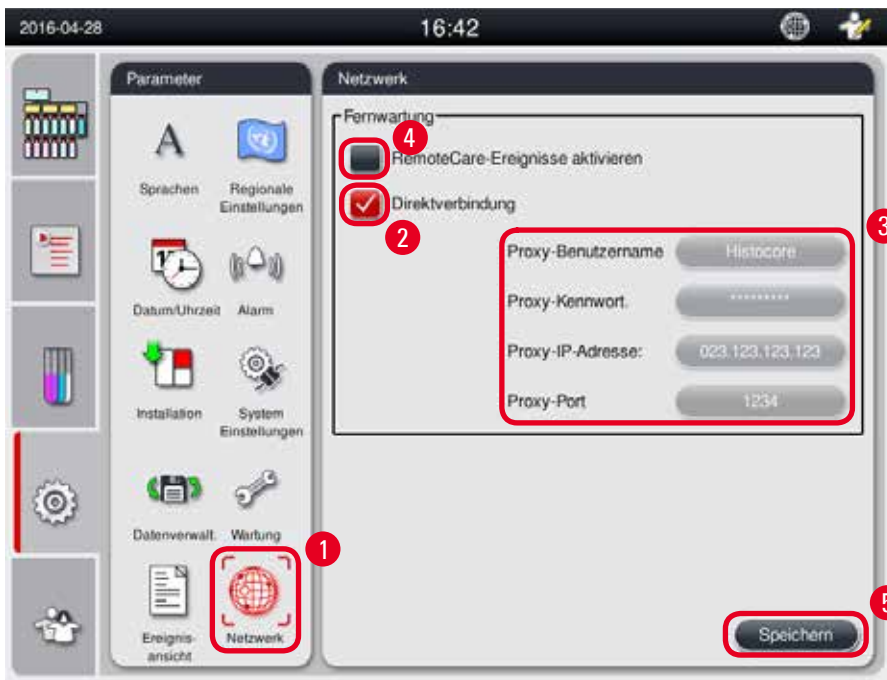 2016-04-28
16:42
Parameter
Sprachen
Regionale
Einstellungen
Datum/Uhrzeit
Alarm
Installation
System
Einstellungen
Datenverwalt.
Wartung
Ereignis-
ansicht
Netzwerk
1
Netzwerk
Fernwartung
4
RemoteCare-Ereignisse aktivieren
Direktverbindung
2
3
Proxy-Benutzername
Histocore
Proxy-Kennwort.
*********
Proxy-IP-Adresse:
023.123.123.123
Proxy-Port
1234
Speichern
5